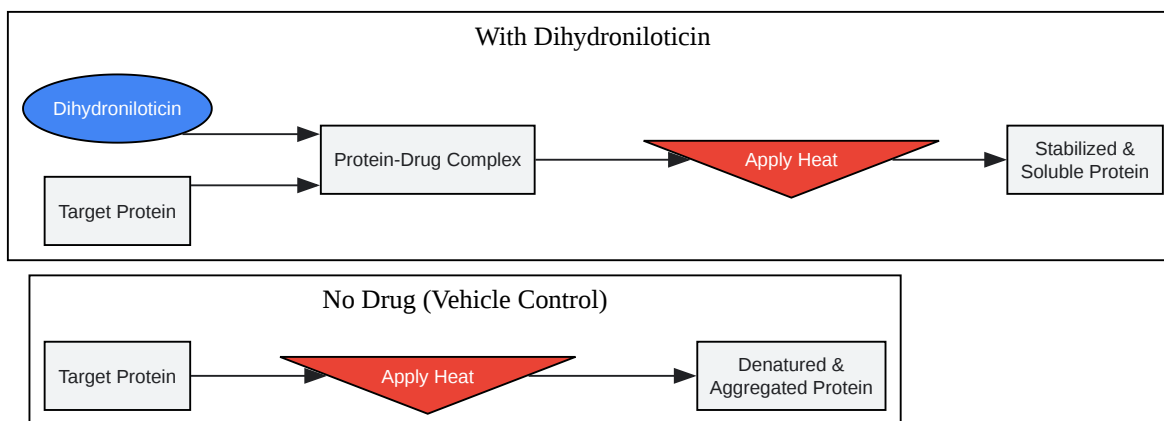 With Dihydroniloticin
Dihydroniloticin
Target Protein
Protein-Drug Complex
Apply Heat
Stabilized &
Soluble Protein
No Drug (Vehicle Control)
Target Protein
Apply Heat
Denatured &
Aggregated Protein